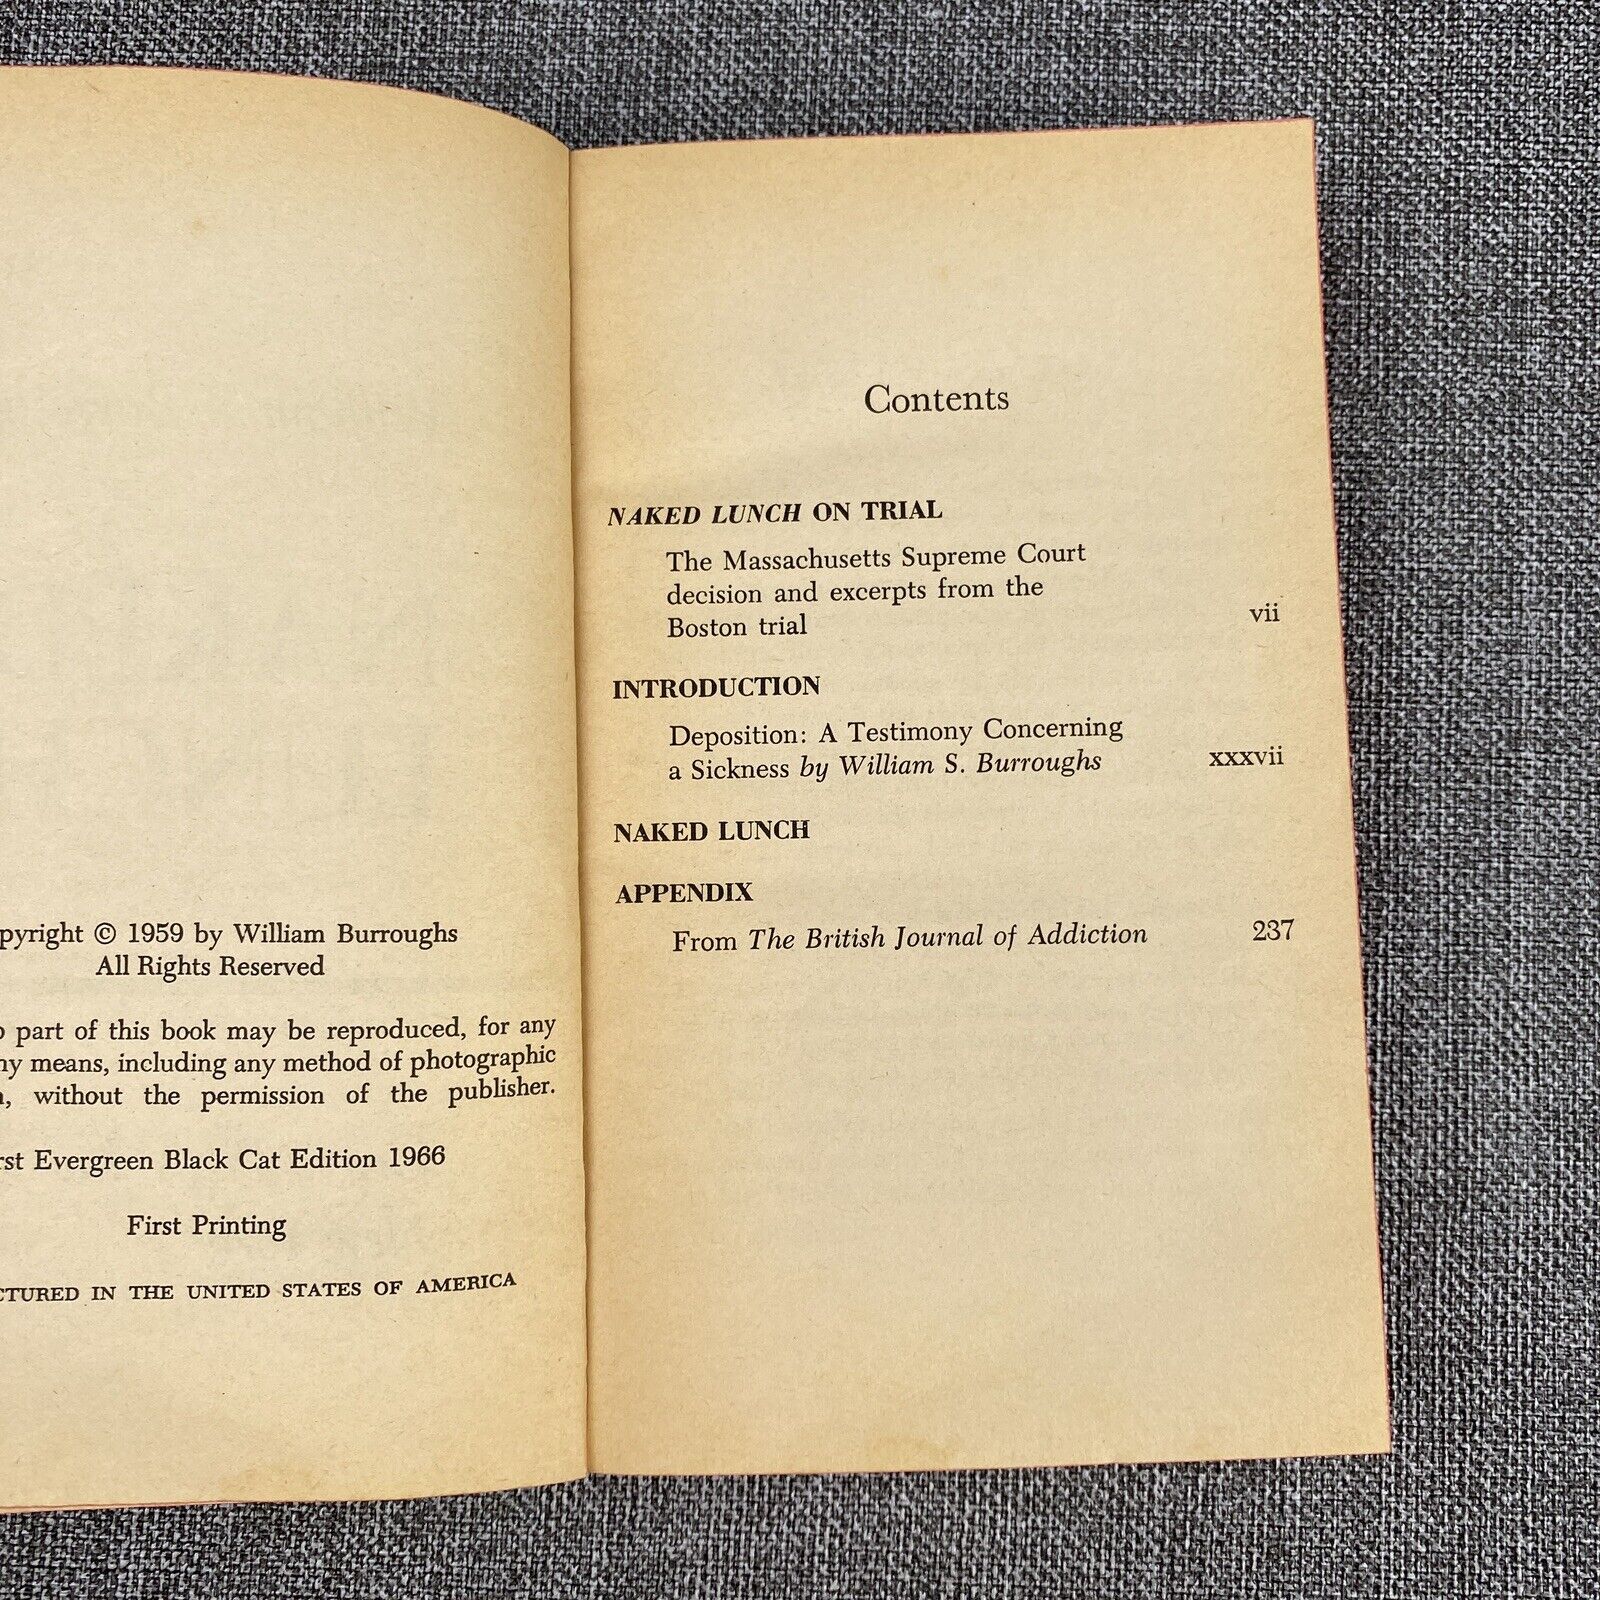 by William Burroughs
© 1959
All Rights Reserved
part of this book may be reproduced, for any
means, including any method of photographic
without the permission of the publisher.
Evergreen Black Cat Edition 1966
First Printing
IN THE UNITED STATES OF AMERICA
Contents
NAKED LUNCH ON TRIAL
The Massachusetts Supreme Court
decision and excerpts from the
Boston trial vii
INTRODUCTION
Deposition: A Testimony Concerning
a Sickness by William S. Burroughs xxxvii
NAKED LUNCH
APPENDIX
From The British Journal of Addiction 237